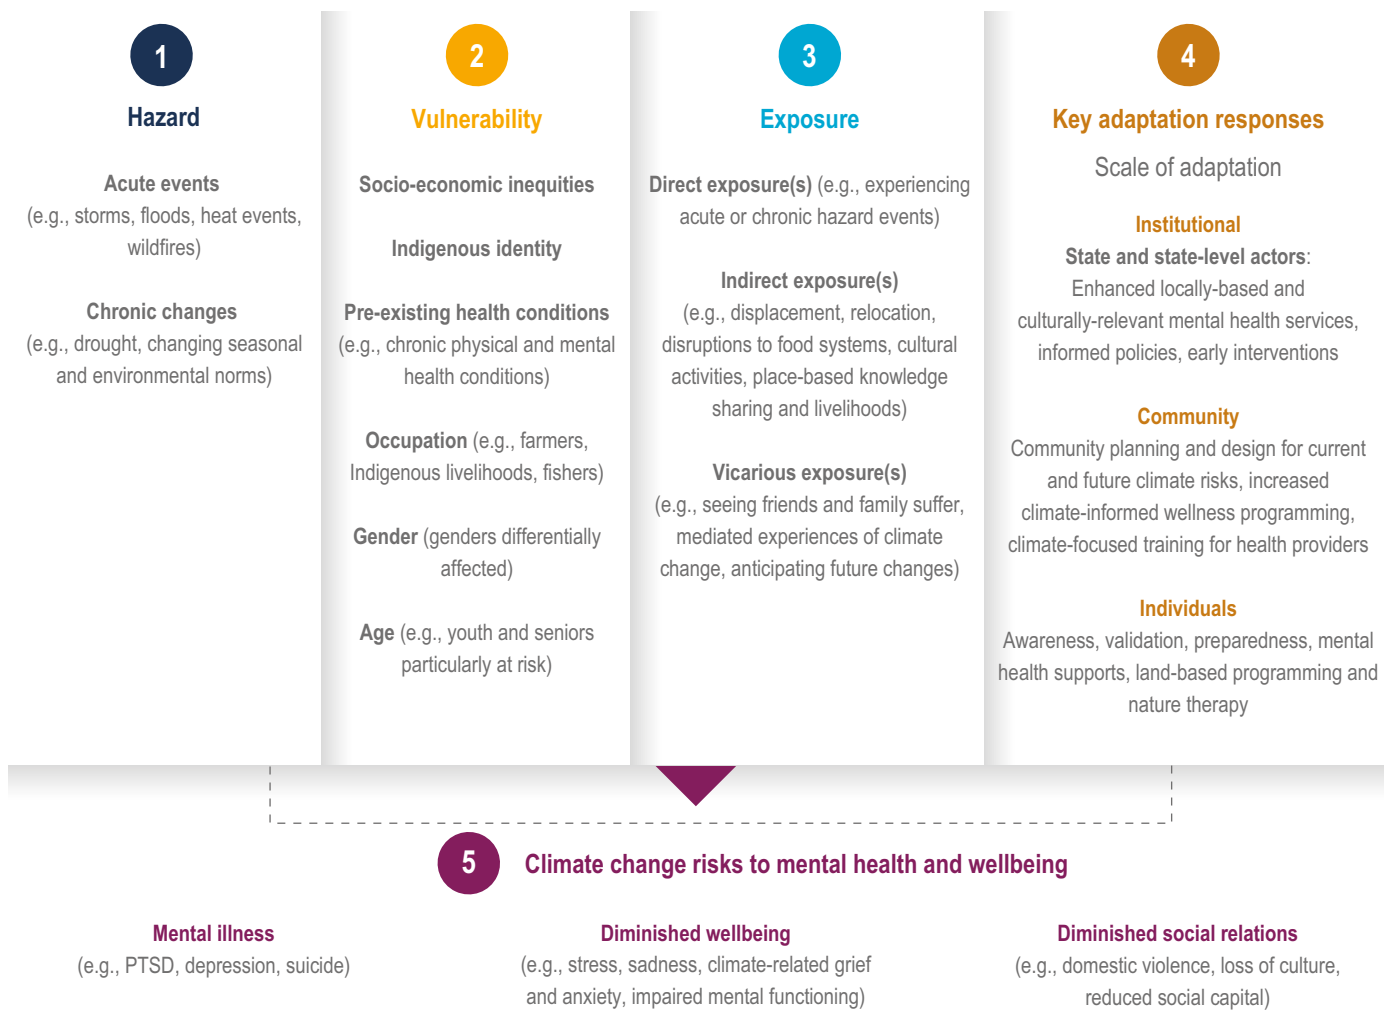 1
Hazard
Acute events
(e.g., storms, floods, heat events,
wildfires)
Chronic changes
(e.g., drought, changing seasonal
and environmental norms)
2
Vulnerability
Socio-economic inequities
Indigenous identity
Pre-existing health conditions
(e.g., chronic physical and mental
health conditions)
Occupation (e.g., farmers,
Indigenous livelihoods, fishers)
Gender (genders differentially
affected)
Age (e.g., youth and seniors
particularly at risk)
3
Exposure
Direct exposure(s) (e.g., experiencing
acute or chronic hazard events)
Indirect exposure(s)
(e.g., displacement, relocation,
disruptions to food systems, cultural
activities, place-based knowledge
sharing and livelihoods)
Vicarious exposure(s)
(e.g., seeing friends and family suffer,
mediated experiences of climate
change, anticipating future changes)
4
Key adaptation responses
Scale of adaptation
Institutional
State and state-level actors:
Enhanced locally-based and
culturally-relevant mental health services,
informed policies, early interventions
Community
Community planning and design for current
and future climate risks, increased
climate-informed wellness programming,
climate-focused training for health providers
Individuals
Awareness, validation, preparedness, mental
health supports, land-based programming and
nature therapy
5
Climate change risks to mental health and wellbeing
Mental illness
(e.g., PTSD, depression, suicide)
Diminished wellbeing
(e.g., stress, sadness, climate-related grief
and anxiety, impaired mental functioning)
Diminished social relations
(e.g., domestic violence, loss of culture,
reduced social capital)